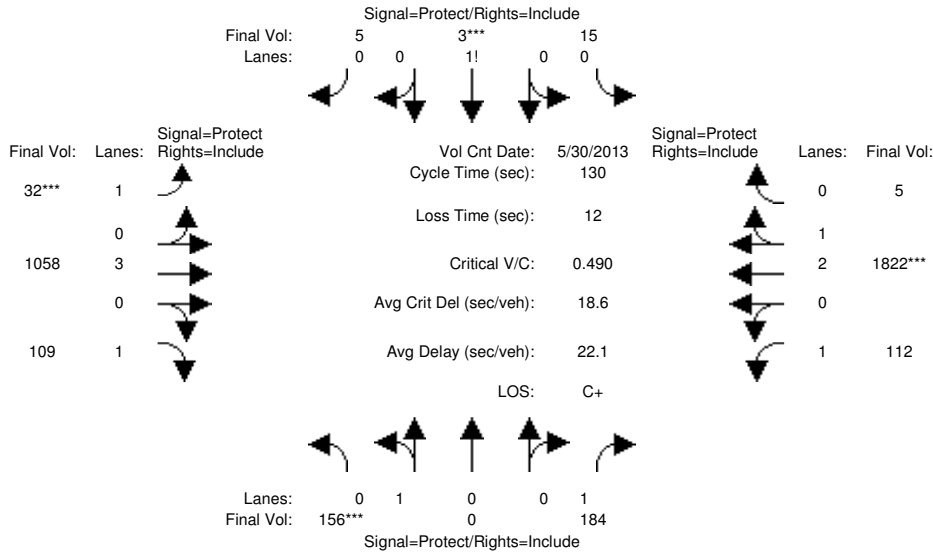 Signal=Protect/Rights=Include
Final Vol: 5 3*** 15
Lanes: 0 0 1! 0 0
Signal=Protect Signal=Protect
Final Vol: Lanes: Rights=Include Vol Cnt Date: 5/30/2013 Rights=Include Lanes: Final Vol:
Cycle Time (sec): 130
32*** 1 0 5
Loss Time (sec): 12
0 1
1058 3 Critical V/C: 0.490 2 1822***
0 Avg Crit Del (sec/veh): 18.6 0
109 1 Avg Delay (sec/veh): 22.1 1 112
LOS: C+
Lanes: 0 1 0 0 1
Final Vol: 156*** 0 184
Signal=Protect/Rights=Include